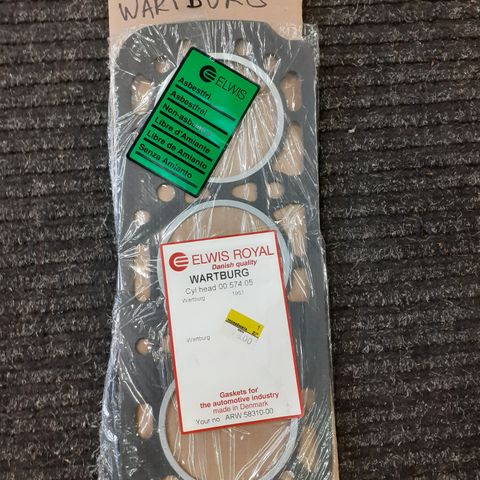 WARTBURG
ELWIS
Asbestfri.
Asbestfrei
Non-asbestos
Libre d'Amiante
Libre de Amianto
Senza Amianto
ELWIS ROYAL
Danish quality
WARTBURG
Cyl head 00.574.05
Wartburg
Wartburg
Gaskets for
the automotive industry
made in Denmark
Your no ARW 58310-00